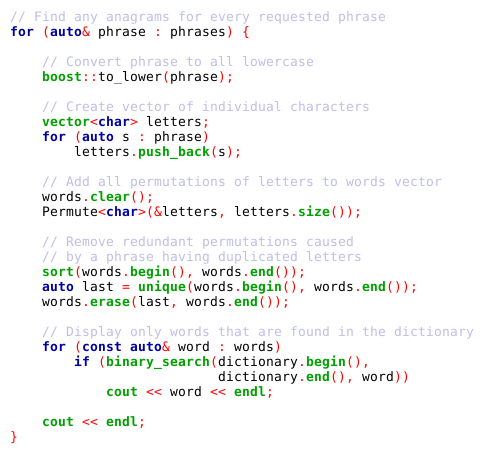 // Find any anagrams for every requested phrase
for (auto& phrase : phrases) {
// Convert phrase to all lowercase
boost::to_lower(phrase);
// Create vector of individual characters
vector<char> letters;
for (auto s : phrase)
letters.push_back(s);
// Add all permutations of letters to words vector
words.clear();
Permute<char>(&letters, letters.size());
// Remove redundant permutations caused
// by a phrase having duplicated letters
sort(words.begin(), words.end());
auto last = unique(words.begin(), words.end());
words.erase(last, words.end());
// Display only words that are found in the dictionary
for (const auto& word : words)
if (binary_search(dictionary.begin(),
dictionary.end(), word))
cout << word << endl;
cout << endl;
}